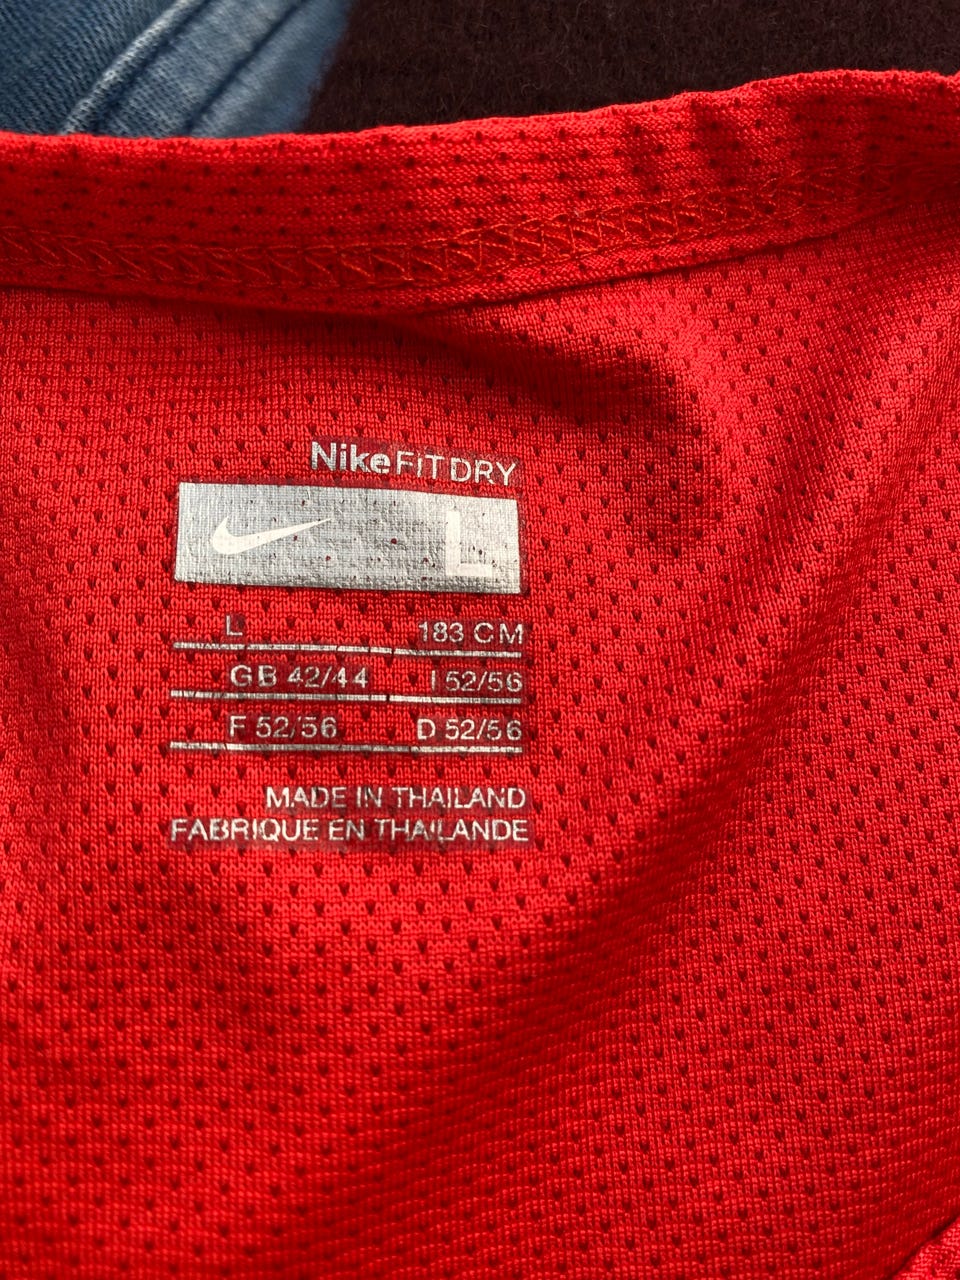 NikeFITDRY
L
L 183 CM
GB 42/44 I 52/56
F 52/56 D 52/56
MADE IN THAILAND
FABRIQUE EN THAILANDE